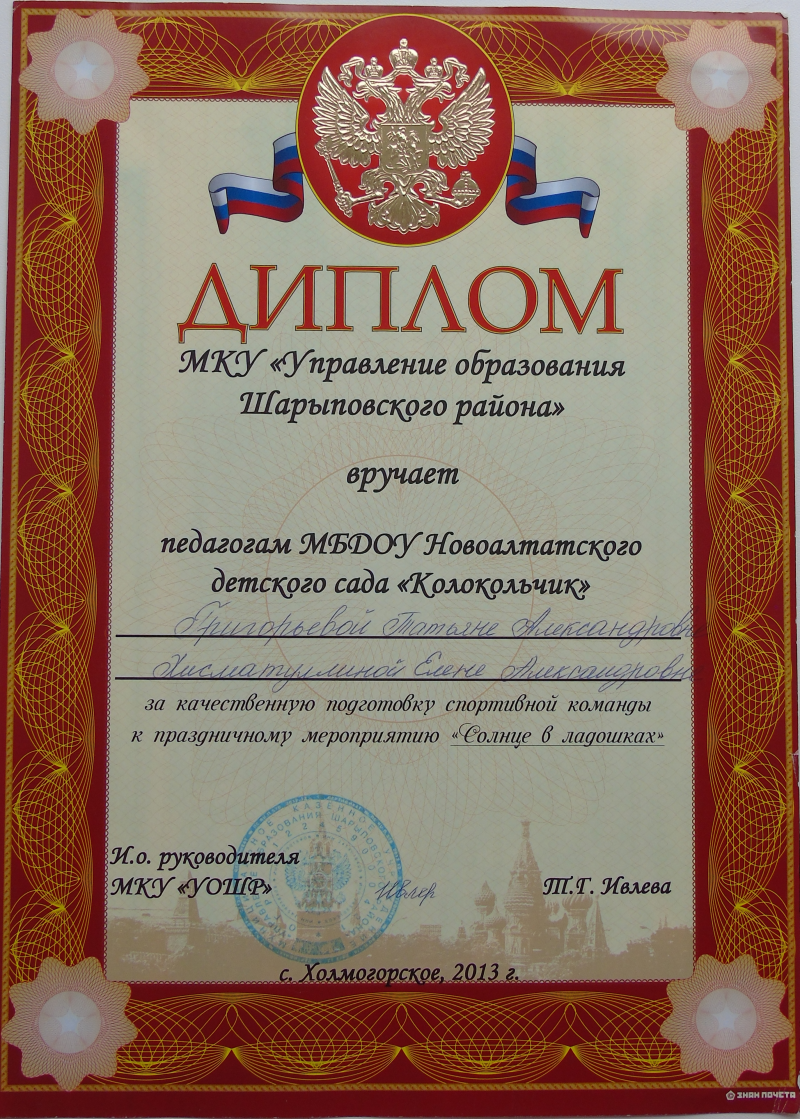 ДИПЛОМ
МКУ «Управление образования
Шарыповского района»
вручает
педагогам МБДОУ Новоалтатского
детского сада «Колокольчик»
Григорьевой Татьяне Александровне
Хисматуллиной Елене Александровне
за качественную подготовку спортивной команды
к праздничному мероприятию «Солнце в ладошках»
И.о. руководителя
МКУ «УОШР»
Т.Г. Ивлева
с. Холмогорское, 2013 г.
ЗНАК ПОЧЕТА